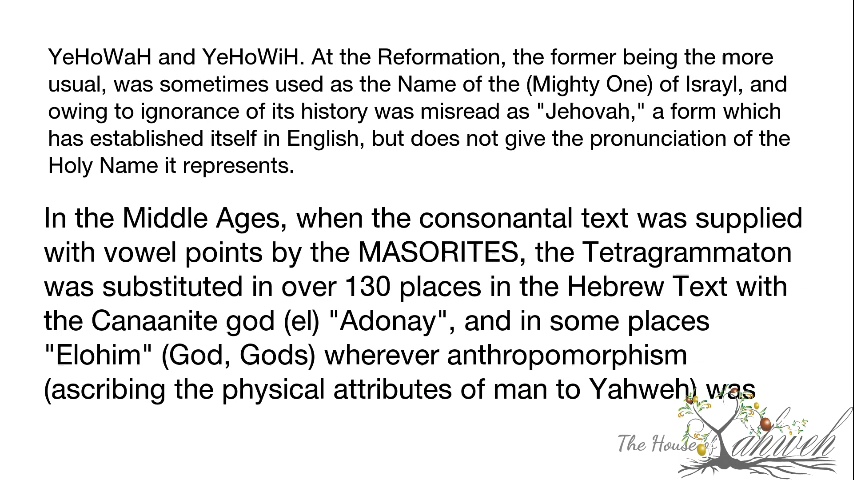 YeHoWaH and YeHoWiH. At the Reformation, the former being the more
usual, was sometimes used as the Name of the (Mighty One) of Israyl, and
owing to ignorance of its history was misread as "Jehovah," a form which
has established itself in English, but does not give the pronunciation of the
Holy Name it represents.
In the Middle Ages, when the consonantal text was supplied
with vowel points by the MASORITES, the Tetragrammaton
was substituted in over 130 places in the Hebrew Text with
the Canaanite god (el) "Adonay", and in some places
"Elohim" (God, Gods) wherever anthropomorphism
(ascribing the physical attributes of man to Yahweh) was
The House of Yahweh